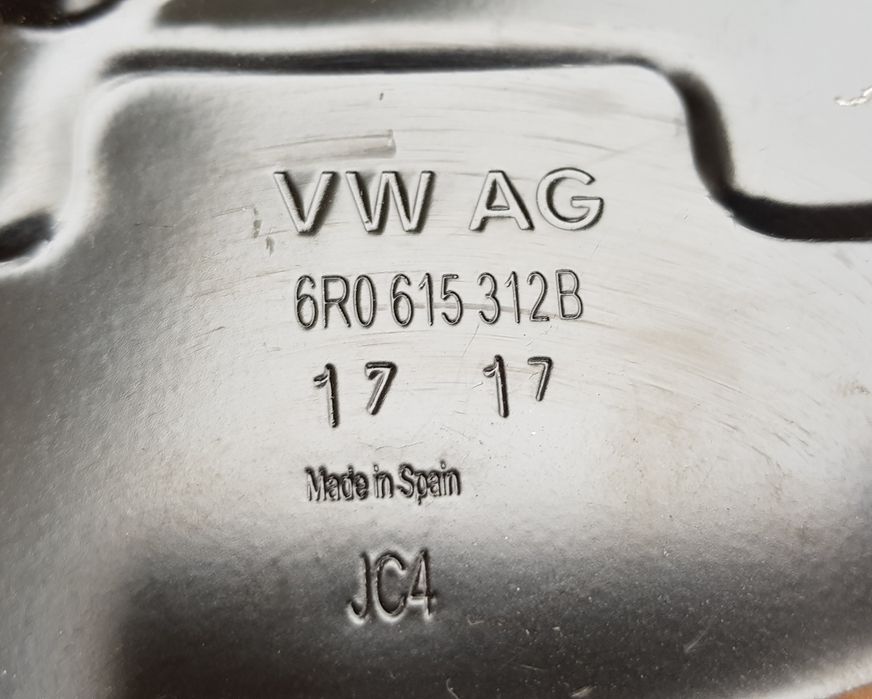 VW AG
6R0 615 312B
17 17
Made in Spain
JC4